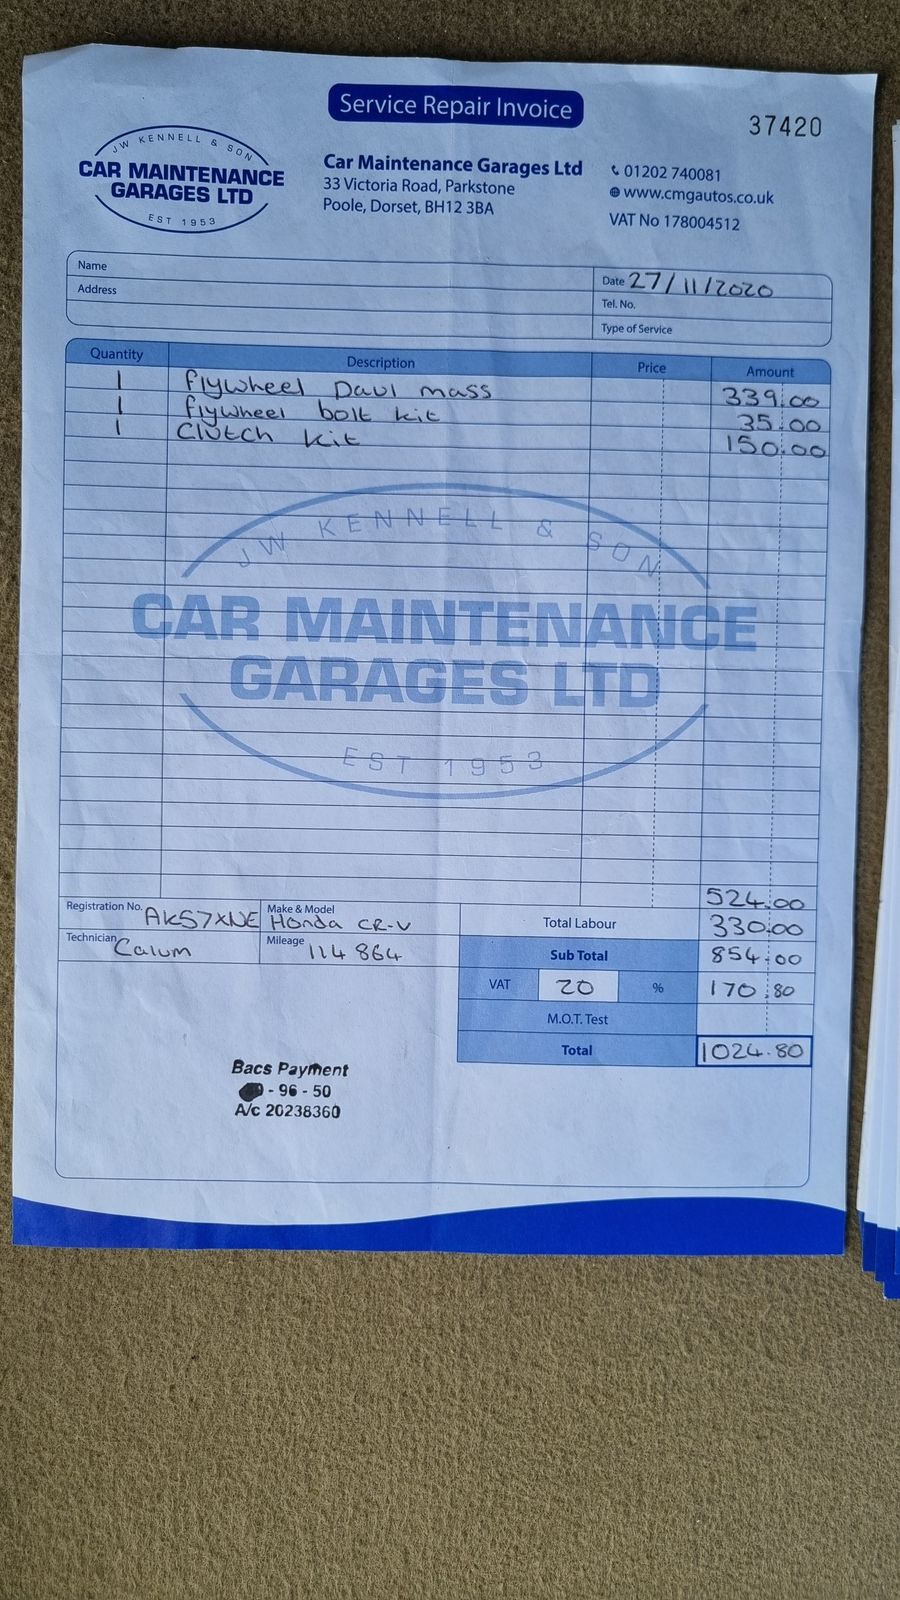 Service Repair Invoice
37420
JW KENNELL & SON
CAR MAINTENANCE
GARAGES LTD
EST 1953
Car Maintenance Garages Ltd
33 Victoria Road, Parkstone
Poole, Dorset, BH12 3BA
01202 740081
www.cmgautos.co.uk
VAT No 178004512
Name
Address
Date 27/11/2020
Tel. No.
Type of Service
Quantity Description Price Amount
1 flywheel Daul mass 339.00
1 flywheel bolt kit 35.00
1 Clutch kit 150.00
JW KENNELL & SON
CAR MAINTENANCE
GARAGES LTD
EST 1953
524.00
Registration No. AK57XNE Make & Model Honda CR-V Total Labour 330.00
Technician Calum Mileage 114 864 Sub Total 854.00
VAT 20 % 170.80
M.O.T. Test
Total 1024.80
Bacs Payment
- 96 - 50
A/c 20238360